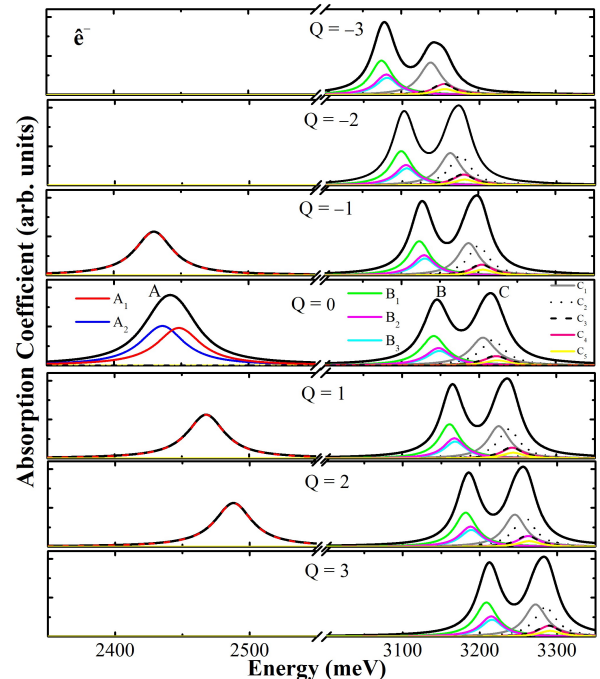 ê⁻
Q = −3
Q = −2
Q = −1
A₁
A₂
A
Q = 0
B₁
B₂
B₃
B
C
C₁
C₂
C₃
C₄
C₅
Q = 1
Q = 2
Q = 3
2400
2500
3100
3200
3300
Energy (meV)
Absorption Coefficient (arb. units)